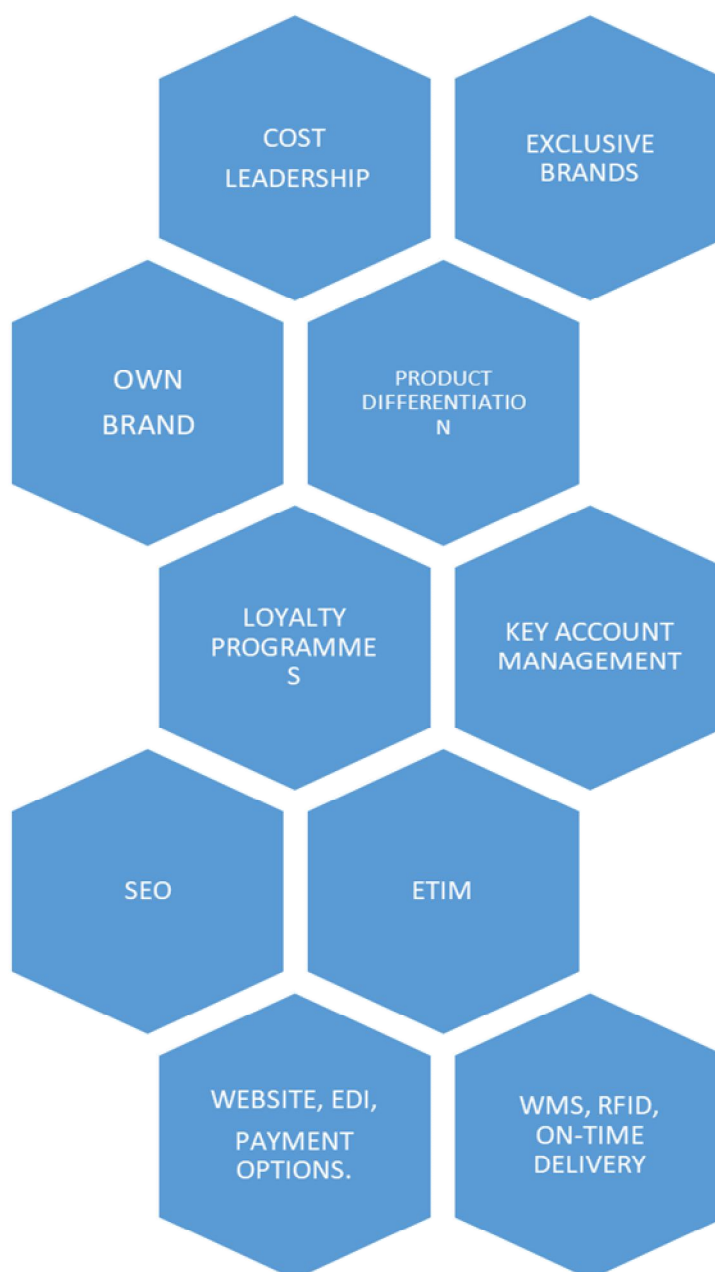 COST
LEADERSHIP
EXCLUSIVE
BRANDS
OWN
BRAND
PRODUCT
DIFFERENTIATIO
N
LOYALTY
PROGRAMME
S
KEY ACCOUNT
MANAGEMENT
SEO
ETIM
WEBSITE, EDI,
PAYMENT
OPTIONS.
WMS, RFID,
ON-TIME
DELIVERY